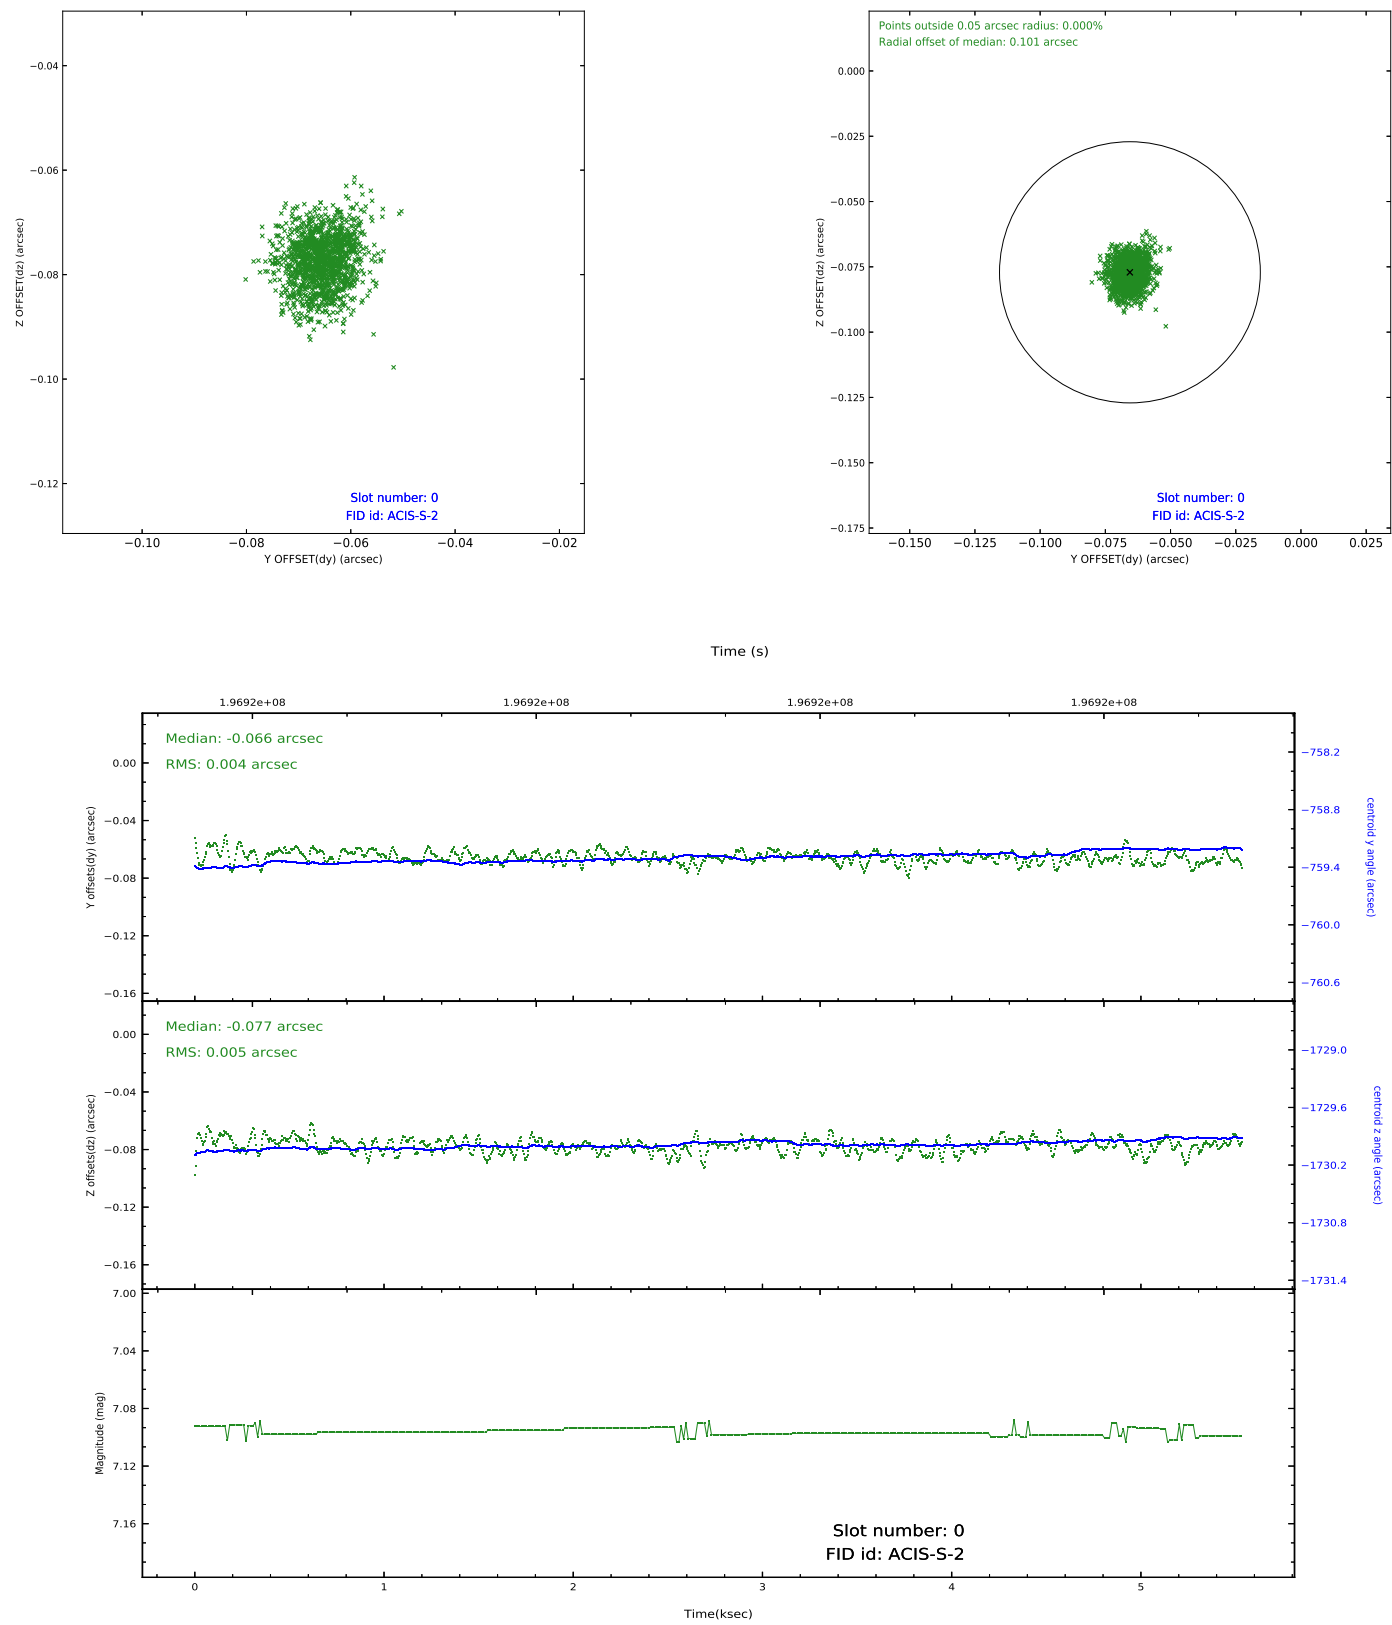 −0.04
−0.06
−0.08
−0.10
−0.12
Z OFFSET(dz) (arcsec)
Slot number: 0
FID id: ACIS-S-2
−0.10
−0.08
−0.06
−0.04
−0.02
Y OFFSET(dy) (arcsec)
Points outside 0.05 arcsec radius: 0.000%
Radial offset of median: 0.101 arcsec
0.000
−0.025
−0.050
−0.075
−0.100
−0.125
−0.150
−0.175
Z OFFSET(dz) (arcsec)
Slot number: 0
FID id: ACIS-S-2
−0.150
−0.125
−0.100
−0.075
−0.050
−0.025
0.000
0.025
Y OFFSET(dy) (arcsec)
Time (s)
1.9692e+08
1.9692e+08
1.9692e+08
1.9692e+08
Median: -0.066 arcsec
RMS: 0.004 arcsec
0.00
−0.04
−0.08
−0.12
−0.16
Y offsets(dy) (arcsec)
−758.2
−758.8
−759.4
−760.0
−760.6
centroid y angle (arcsec)
Median: -0.077 arcsec
RMS: 0.005 arcsec
0.00
−0.04
−0.08
−0.12
−0.16
Z offsets(dz) (arcsec)
−1729.0
−1729.6
−1730.2
−1730.8
−1731.4
centroid z angle (arcsec)
7.00
7.04
7.08
7.12
7.16
Magnitude (mag)
Slot number: 0
FID id: ACIS-S-2
0
1
2
3
4
5
Time(ksec)